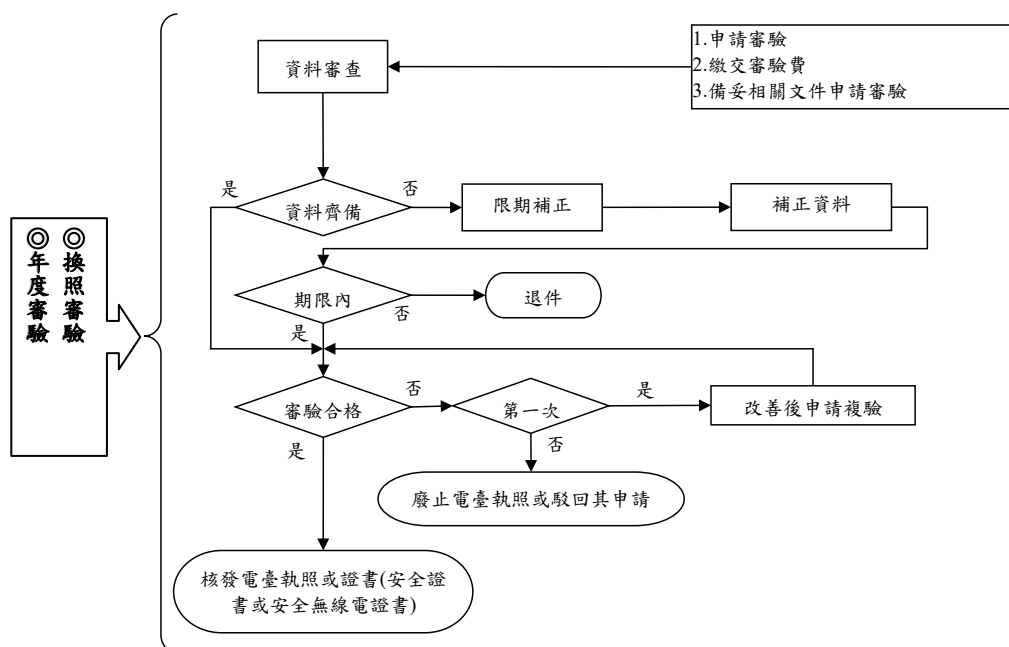 ◎換照審驗
◎年度審驗
1.申請審驗
2.繳交審驗費
3.備妥相關文件申請審驗
資料審查
資料齊備
是
否
限期補正
補正資料
期限內
是
否
退件
審驗合格
是
否
第一次
是
否
改善後申請複驗
廢止電臺執照或駁回其申請
核發電臺執照或證書(安全證
書或安全無線電證書)